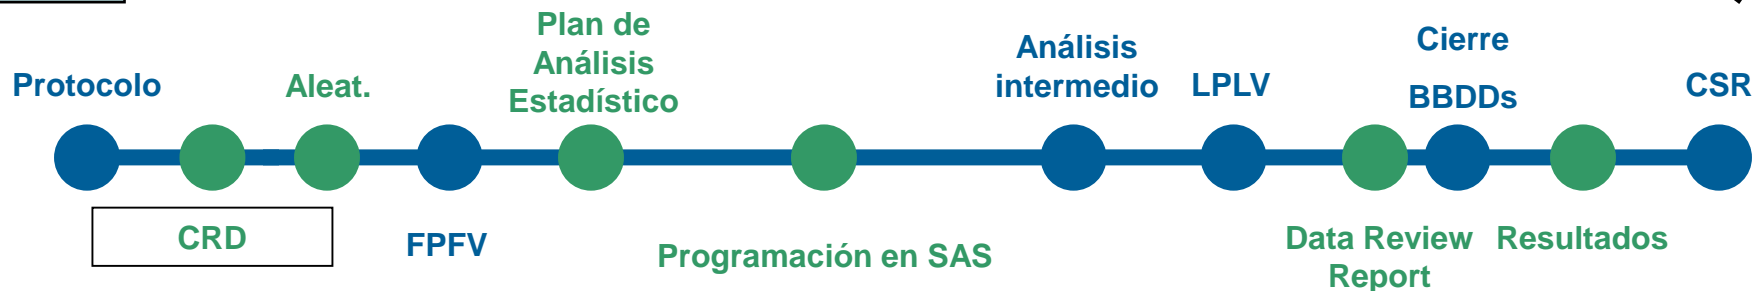 Protocolo
CRD
Aleat.
FPFV
Plan de
Análisis
Estadístico
Programación en SAS
Análisis
intermedio
LPLV
Data Review
Report
Cierre
BBDDs
Resultados
CSR